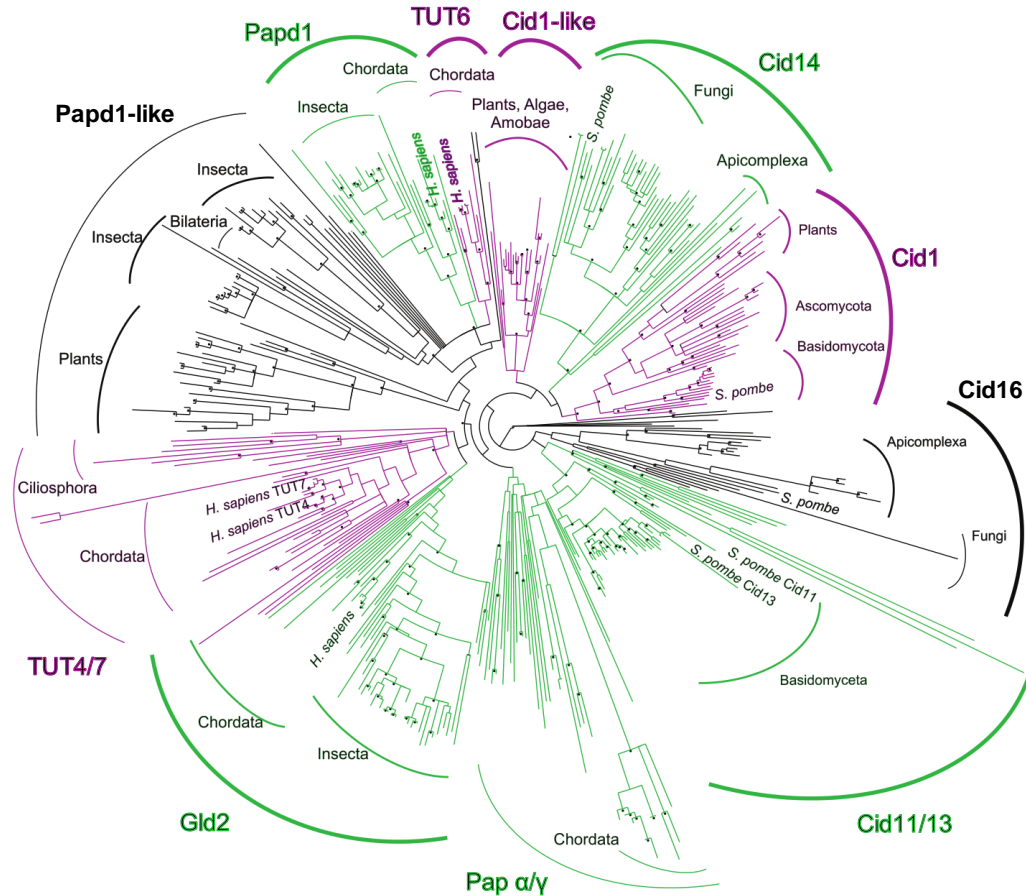 TUT6
Cid1-like
Papd1
Cid14
Chordata
Chordata
Fungi
Insecta
Plants, Algae,
Amobae
S. pombe
Papd1-like
H. sapiens
H. sapiens
Apicomplexa
Insecta
Bilateria
Insecta
Plants
Cid1
Ascomycota
Basidomycota
Plants
S. pombe
Cid16
Apicomplexa
S. pombe
Ciliosphora
H. sapiens TUT7
H. sapiens TUT4
Chordata
Fungi
S. pombe Cid11
S. pombe Cid13
H. sapiens
TUT4/7
Basidomyceta
Chordata
Insecta
Gld2
Cid11/13
Chordata
Pap α/γ